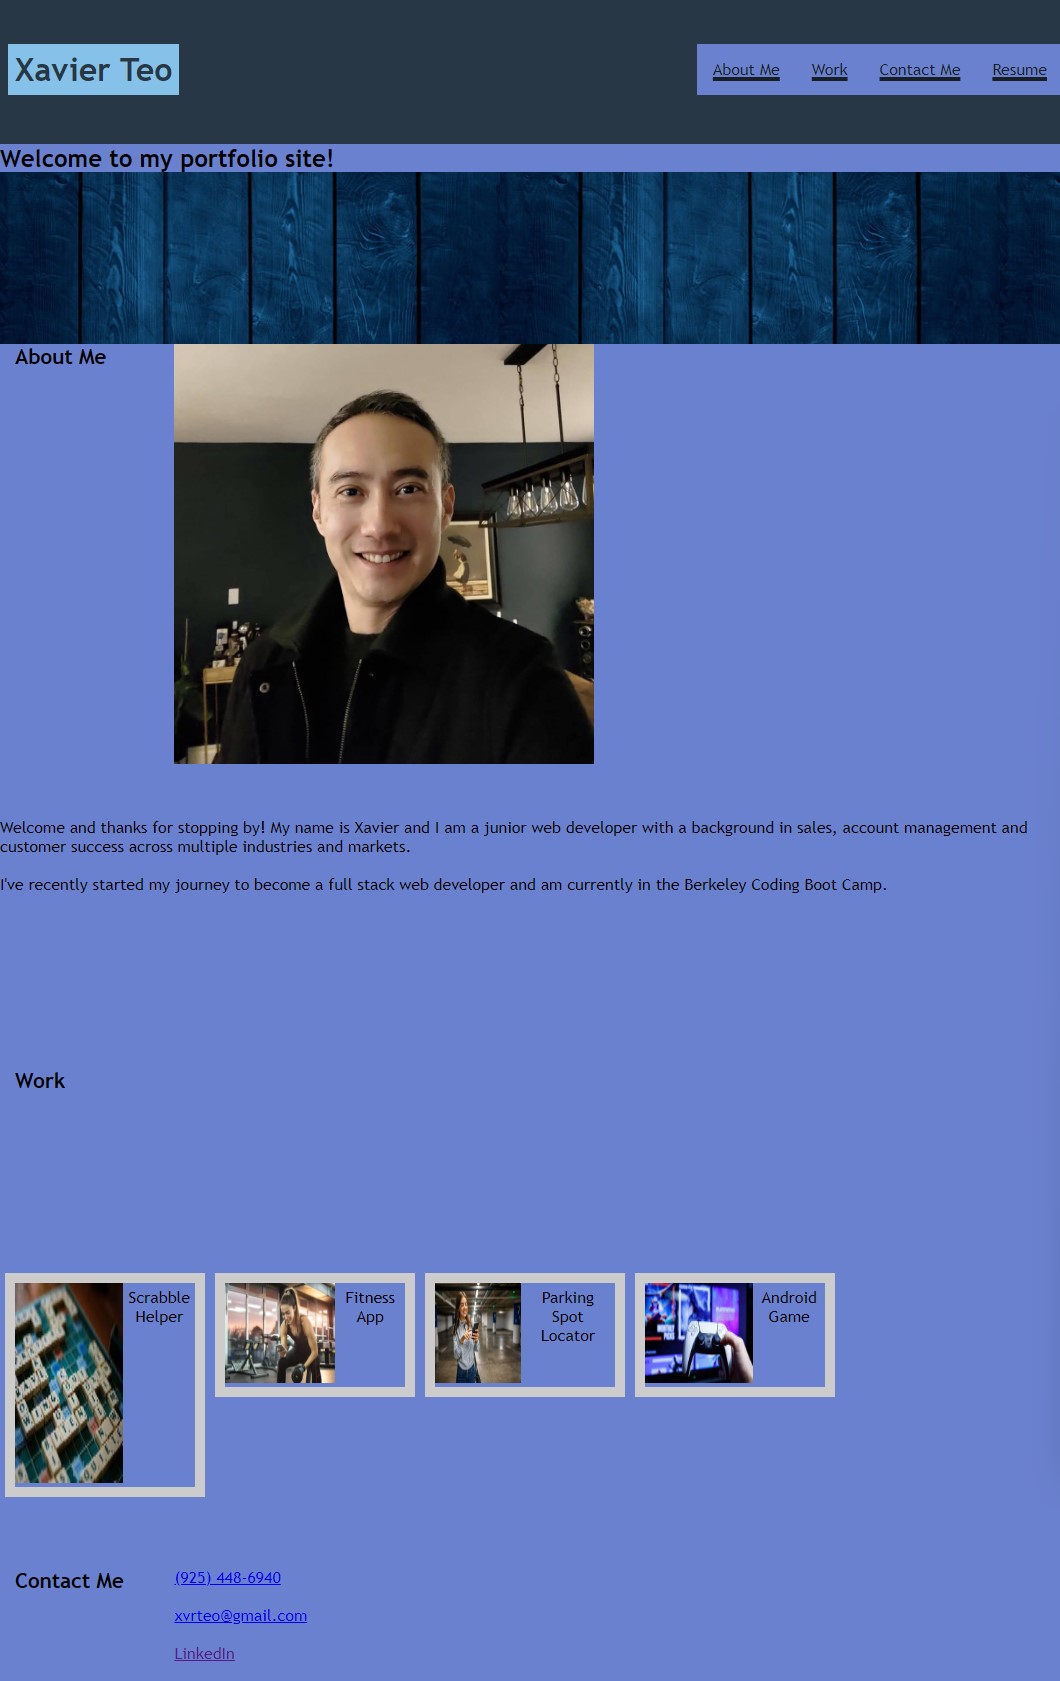 Xavier Teo
About Me Work Contact Me Resume
Welcome to my portfolio site!
About Me
Welcome and thanks for stopping by! My name is Xavier and I am a junior web developer with a background in sales, account management and
customer success across multiple industries and markets.
I've recently started my journey to become a full stack web developer and am currently in the Berkeley Coding Boot Camp.
Work
Scrabble
Helper
Fitness
App
Parking
Spot
Locator
Android
Game
Contact Me
(925) 448-6940
xvrteo@gmail.com
LinkedIn